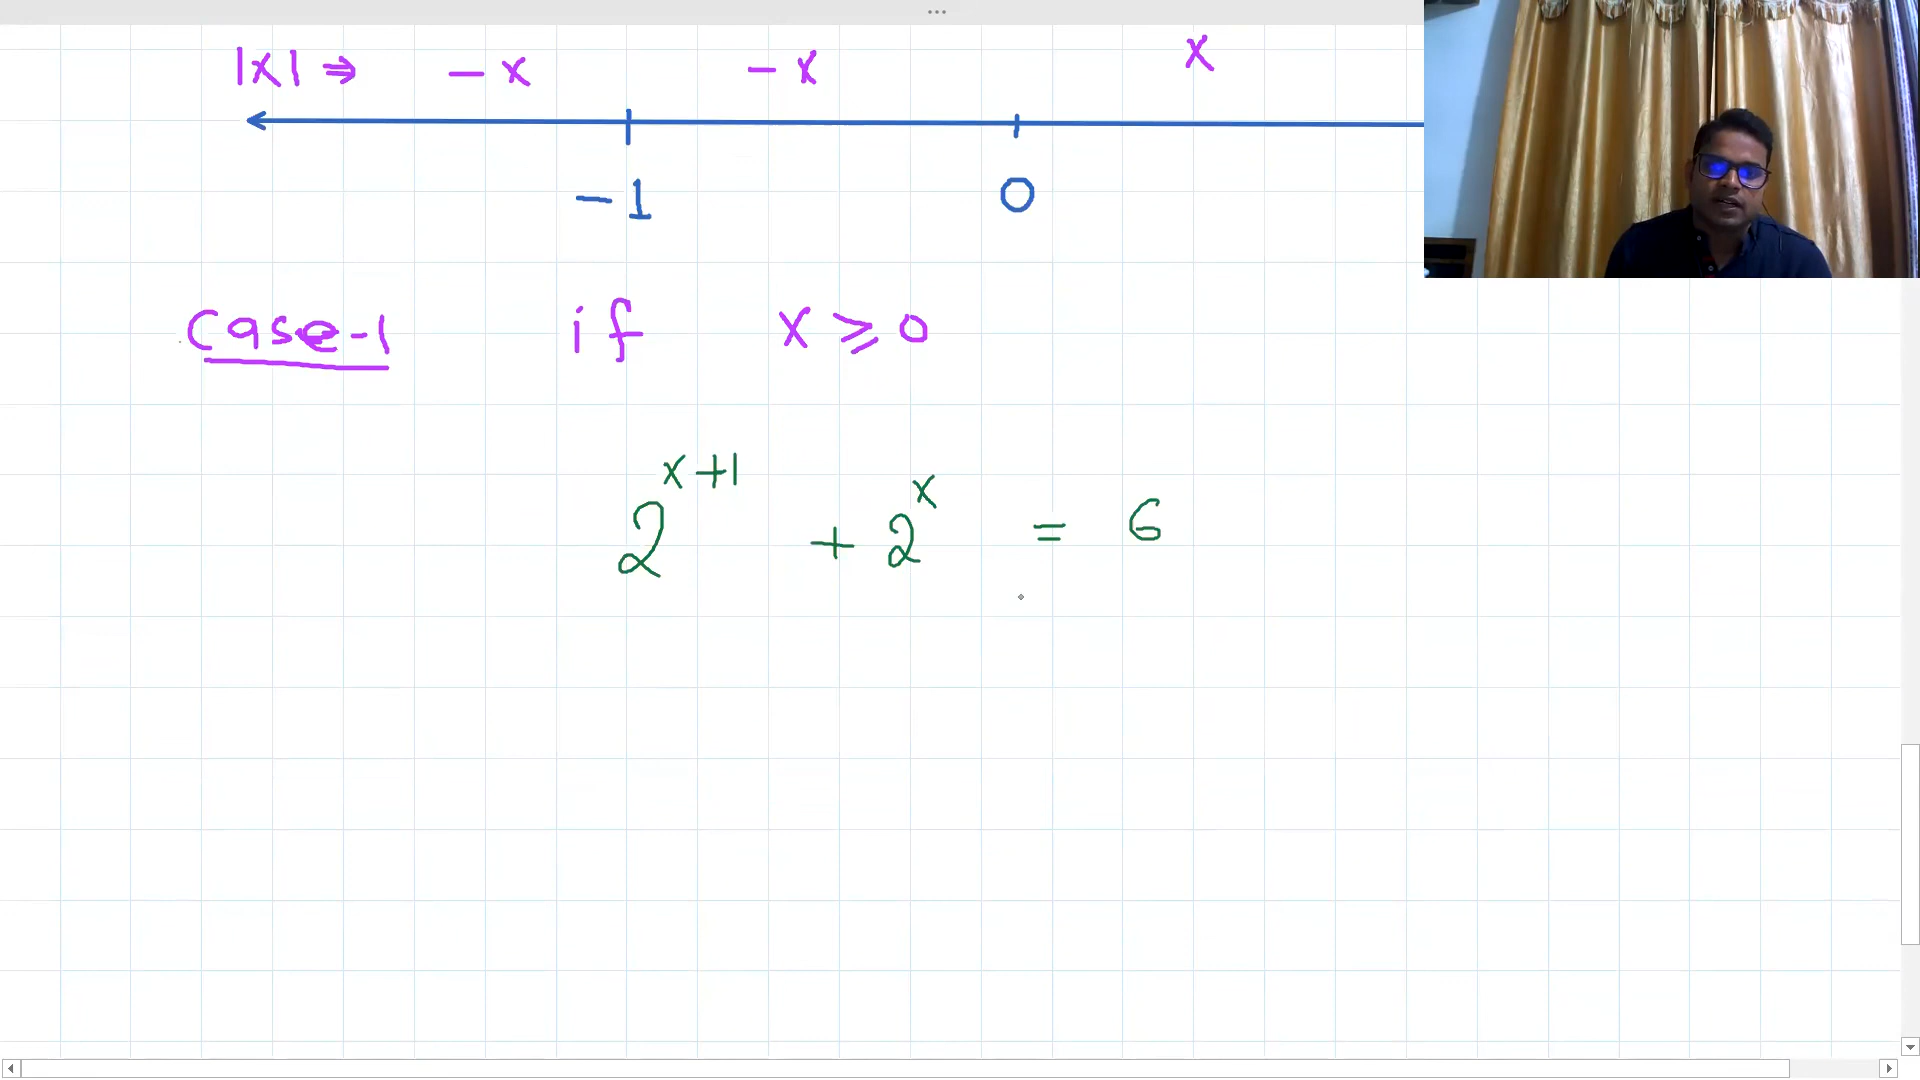 |x| ⇒ -x -x x
-1 0
Case-1 if x ≥ 0
2^{x+1} + 2^x = 6